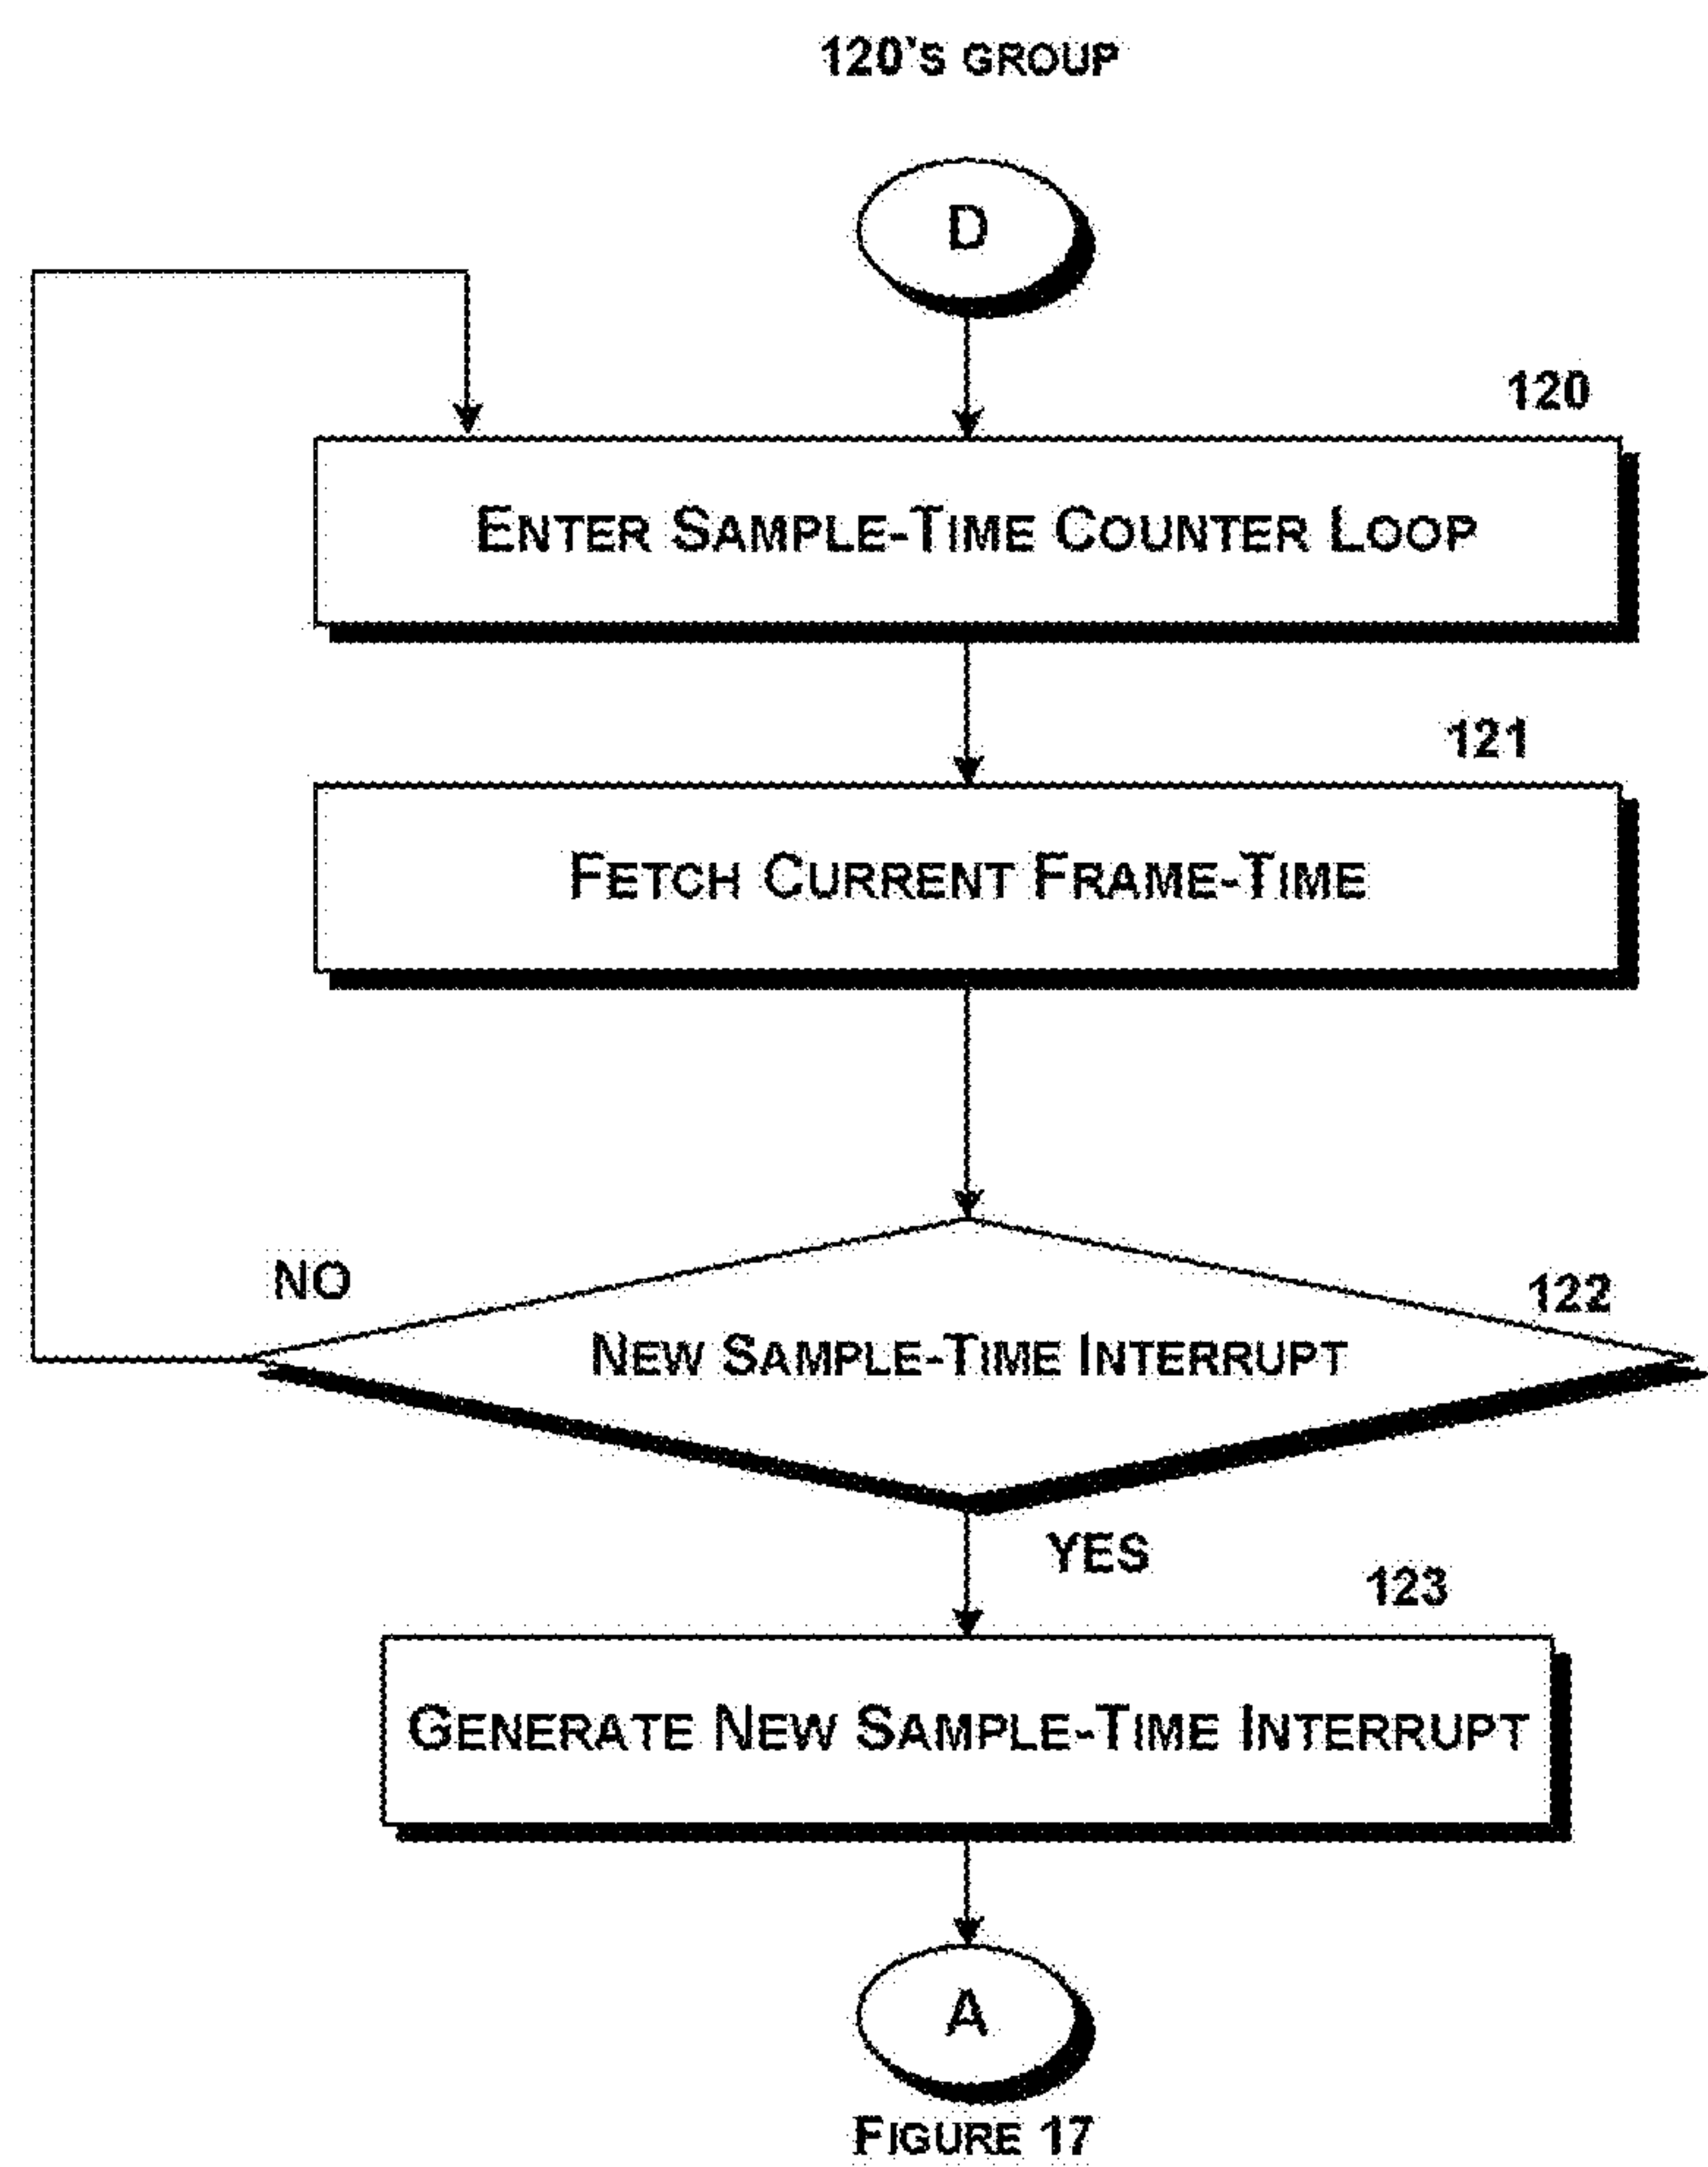 120'S GROUP
D
120
ENTER SAMPLE-TIME COUNTER LOOP
121
FETCH CURRENT FRAME-TIME
NO
122
NEW SAMPLE-TIME INTERRUPT
YES
123
GENERATE NEW SAMPLE-TIME INTERRUPT
A
FIGURE 17